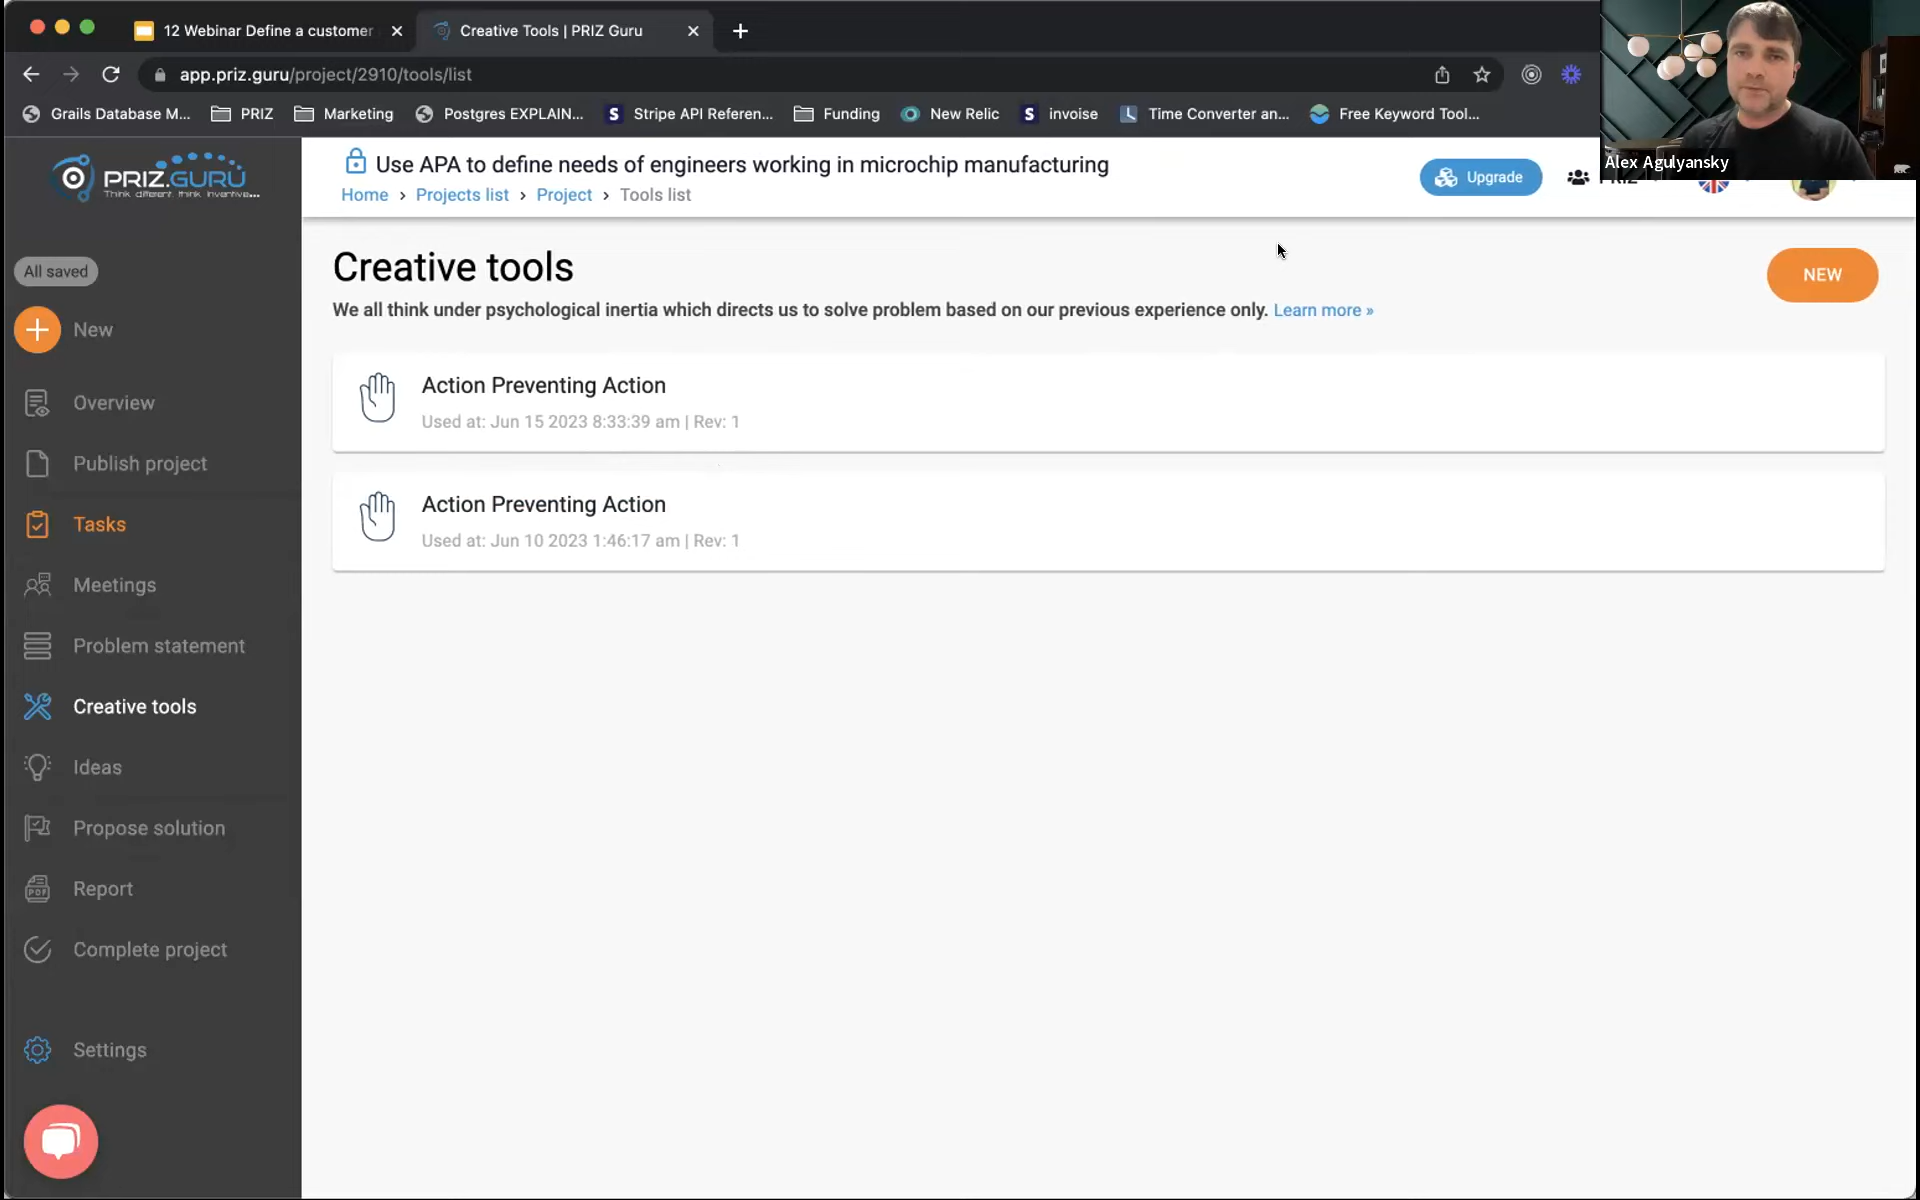 12 Webinar Define a customer
Creative Tools | PRIZ Guru
app.priz.guru/project/2910/tools/list
Grails Database M...
PRIZ
Marketing
Postgres EXPLAIN...
Stripe API Referen...
Funding
New Relic
invoise
Time Converter an...
Free Keyword Tool...
Alex Agulyansky
PRIZ.GURU
Think different, think inventive...
Use APA to define needs of engineers working in microchip manufacturing
Home > Projects list > Project > Tools list
Upgrade
PRIZ
All saved
New
Overview
Publish project
Tasks
Meetings
Problem statement
Creative tools
Ideas
Propose solution
Report
Complete project
Settings
Creative tools
NEW
We all think under psychological inertia which directs us to solve problem based on our previous experience only. Learn more »
Action Preventing Action
Used at: Jun 15 2023 8:33:39 am | Rev: 1
Action Preventing Action
Used at: Jun 10 2023 1:46:17 am | Rev: 1